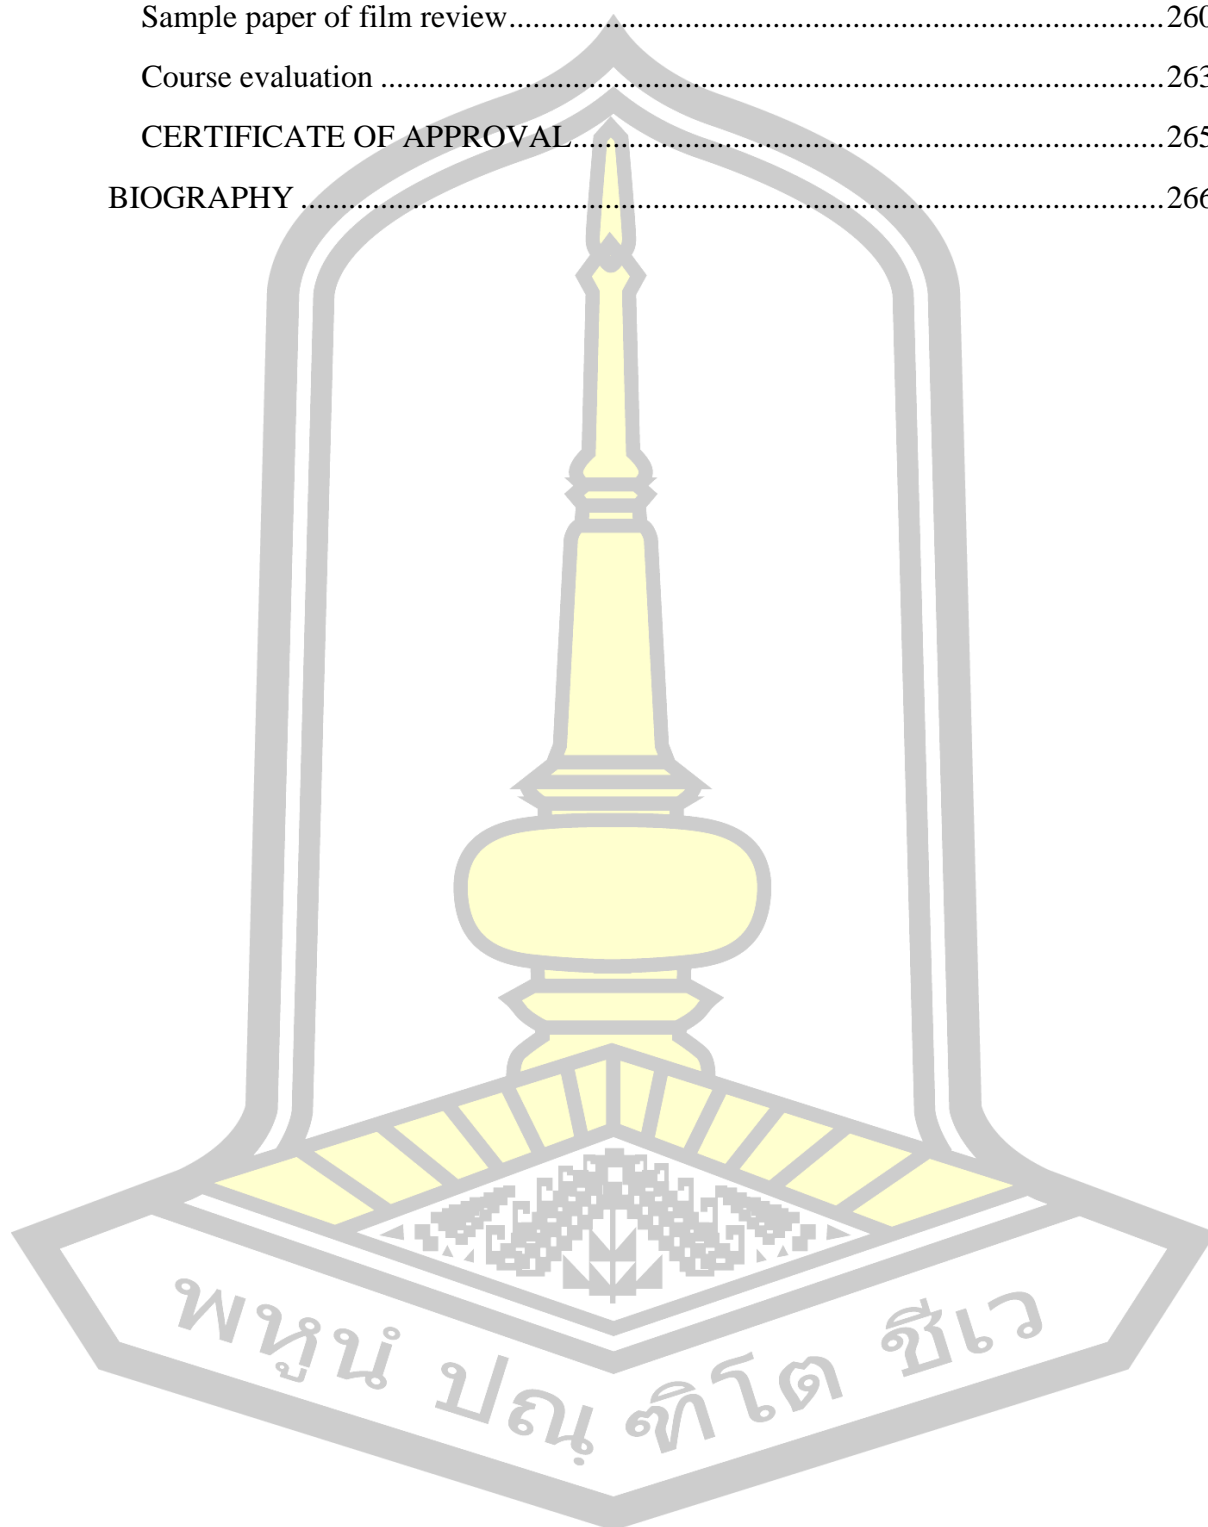 Sample paper of film review..........................................................................................260
Course evaluation ........................................................................................................263
CERTIFICATE OF APPROVAL..................................................................................265
BIOGRAPHY ...................................................................................................................266
พหูนํ ปณฺฑิโต ชีเว